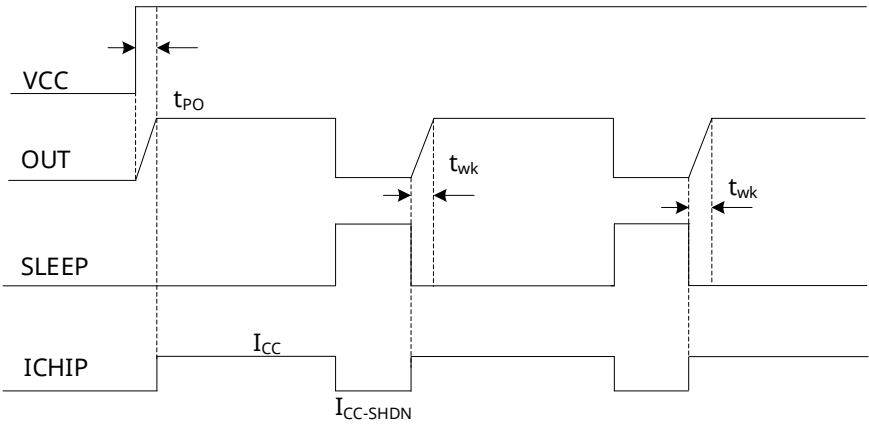 VCC
tPO
OUT
twk
twk
SLEEP
ICC
ICHIP
ICC-SHDN